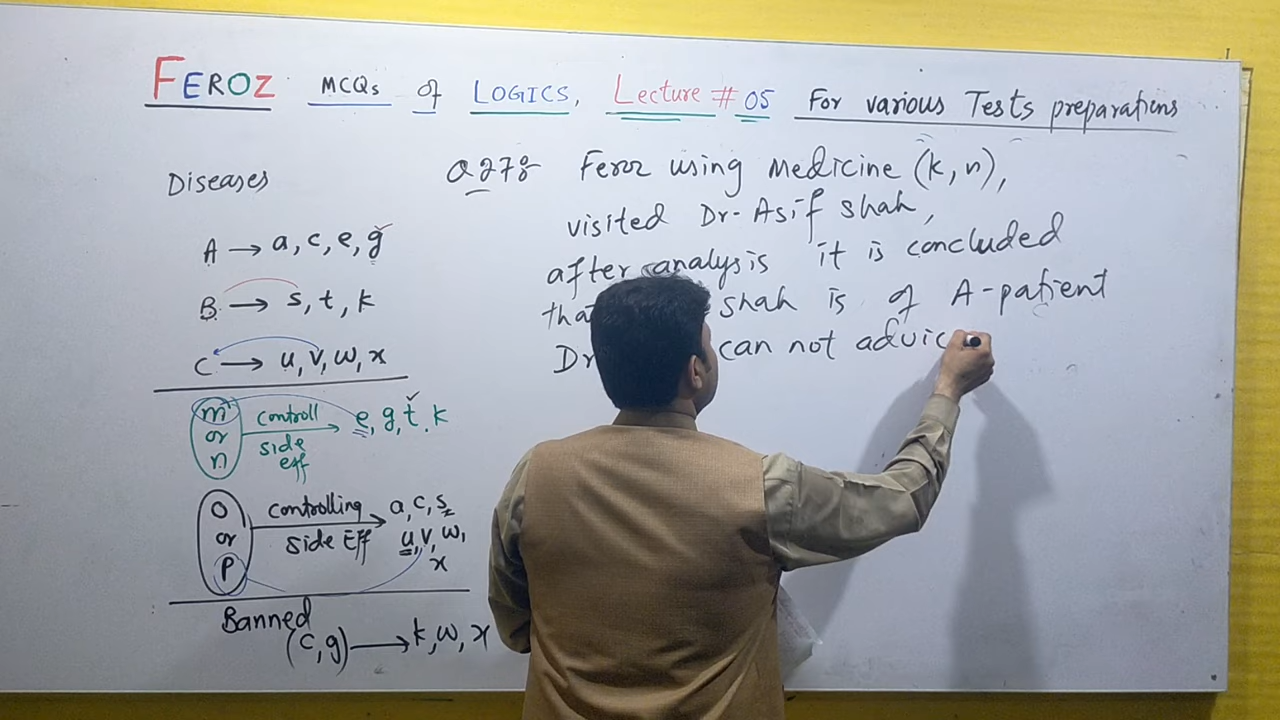 FEROZ MCQs of LOGICS, Lecture # 05 For various Tests preparations
Diseases
A → a, c, e, g
B → s, t, k
C → u, v, w, x
m or n controll side eff → e, g, t, k
O or P controlling side Eff → a, c, s, u, v, w, x
Banned
(c, g) → k, w, x
Feroz using medicine (k, n),
visited Dr-Asif shah,
after analysis it is concluded
shah is of A-patient
Dr can not advic